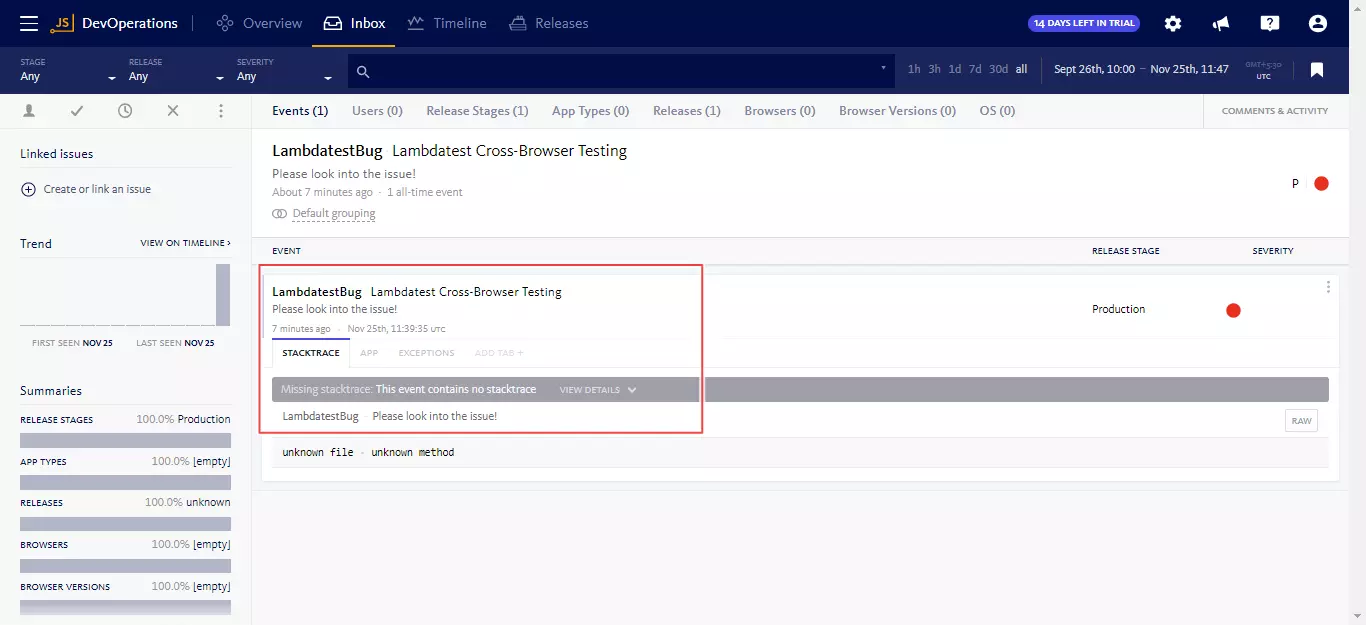 JS DevOperations Overview Inbox Timeline Releases 14 DAYS LEFT IN TRIAL
STAGE RELEASE SEVERITY
Any Any Any
1h 3h 1d 7d 30d all Sept 26th, 10:00 – Nov 25th, 11:47 GMT+5:30
UTC
Events (1) Users (0) Release Stages (1) App Types (0) Releases (1) Browsers (0) Browser Versions (0) OS (0) COMMENTS & ACTIVITY
Linked issues
Create or link an issue
Trend VIEW ON TIMELINE ›
FIRST SEEN NOV 25 LAST SEEN NOV 25
Summaries
RELEASE STAGES 100.0% Production
APP TYPES 100.0% [empty]
RELEASES 100.0% unknown
BROWSERS 100.0% [empty]
BROWSER VERSIONS 100.0% [empty]
LambdatestBug · Lambdatest Cross-Browser Testing
Please look into the issue!
About 7 minutes ago · 1 all-time event
Default grouping
P
EVENT RELEASE STAGE SEVERITY
LambdatestBug · Lambdatest Cross-Browser Testing
Please look into the issue!
7 minutes ago · Nov 25th, 11:39:35 UTC
Production
STACKTRACE APP EXCEPTIONS ADD TAB +
Missing stacktrace: This event contains no stacktrace VIEW DETAILS
LambdatestBug · Please look into the issue!
RAW
unknown file · unknown method